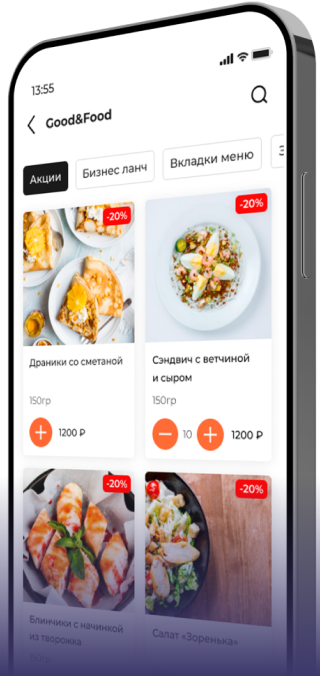 13:55
Good&Food
Акции
Бизнес ланч
Вкладки меню
-20%
-20%
Драники со сметаной
Сэндвич с ветчиной
и сыром
150гр
150гр
1200 ₽
10
1200 ₽
-20%
-20%
Блинчики с начинкой
из творожка
Салат «Зоренька»